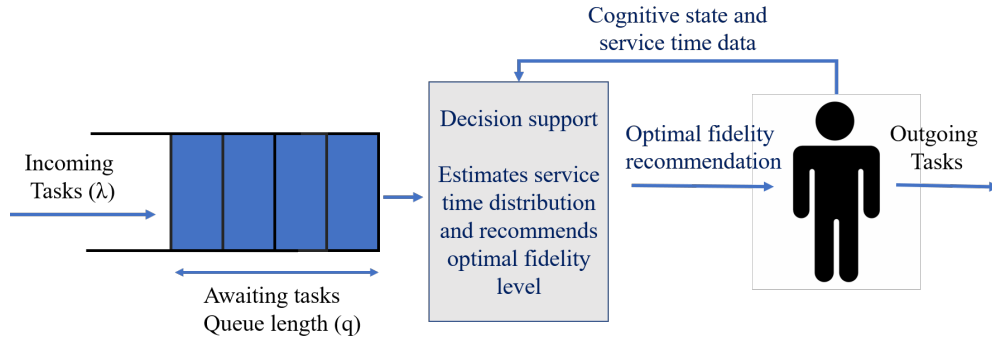 Cognitive state and
service time data
Decision support
Estimates service
time distribution
and recommends
optimal fidelity
level
Optimal fidelity
recommendation
Outgoing
Tasks
Incoming
Tasks (λ)
Awaiting tasks
Queue length (q)